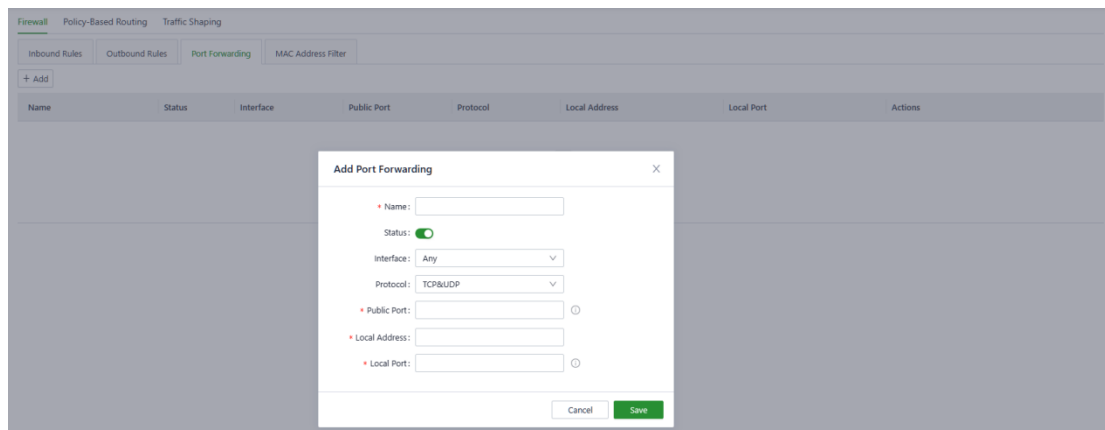 Firewall Policy-Based Routing Traffic Shaping
Inbound Rules Outbound Rules Port Forwarding MAC Address Filter
+ Add
Name Status Interface Public Port Protocol Local Address Local Port Actions
Add Port Forwarding
* Name:
Status:
Interface: Any
Protocol: TCP&UDP
* Public Port:
* Local Address:
* Local Port:
Cancel Save